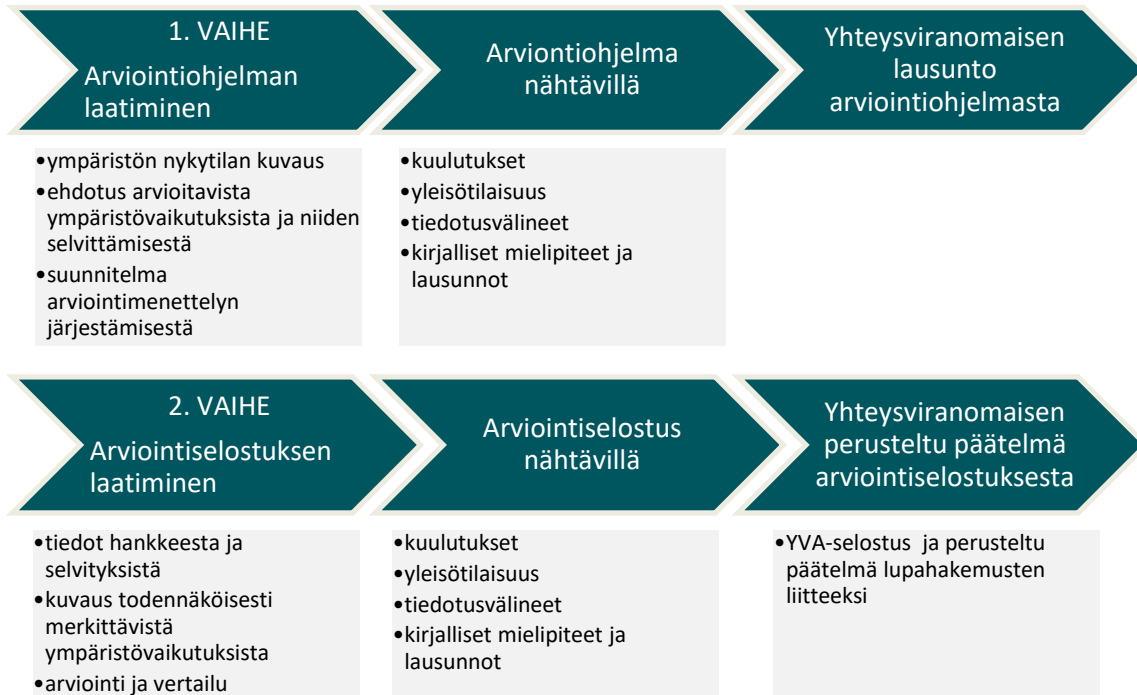 1. VAIHE
Arviointiohjelman
laatiminen
Arviontiohjelma
nähtävillä
Yhteysviranomaisen
lausunto
arviointiohjelmasta
•ympäristön nykytilan kuvaus
•ehdotus arvioitavista
ympäristövaikutuksista ja niiden
selvittämisestä
•suunnitelma
arviointimenettelyn
järjestämisestä
•kuulutukset
•yleisötilaisuus
•tiedotusvälineet
•kirjalliset mielipiteet ja
lausunnot
2. VAIHE
Arviointiselostuksen
laatiminen
Arviointiselostus
nähtävillä
Yhteysviranomaisen
perusteltu päätelmä
arviointiselostuksesta
•tiedot hankkeesta ja
selvityksistä
•kuvaus todennäköisesti
merkittävistä
ympäristövaikutuksista
•arviointi ja vertailu
•kuulutukset
•yleisötilaisuus
•tiedotusvälineet
•kirjalliset mielipiteet ja
lausunnot
•YVA-selostus ja perusteltu
päätelmä lupahakemusten
liitteeksi